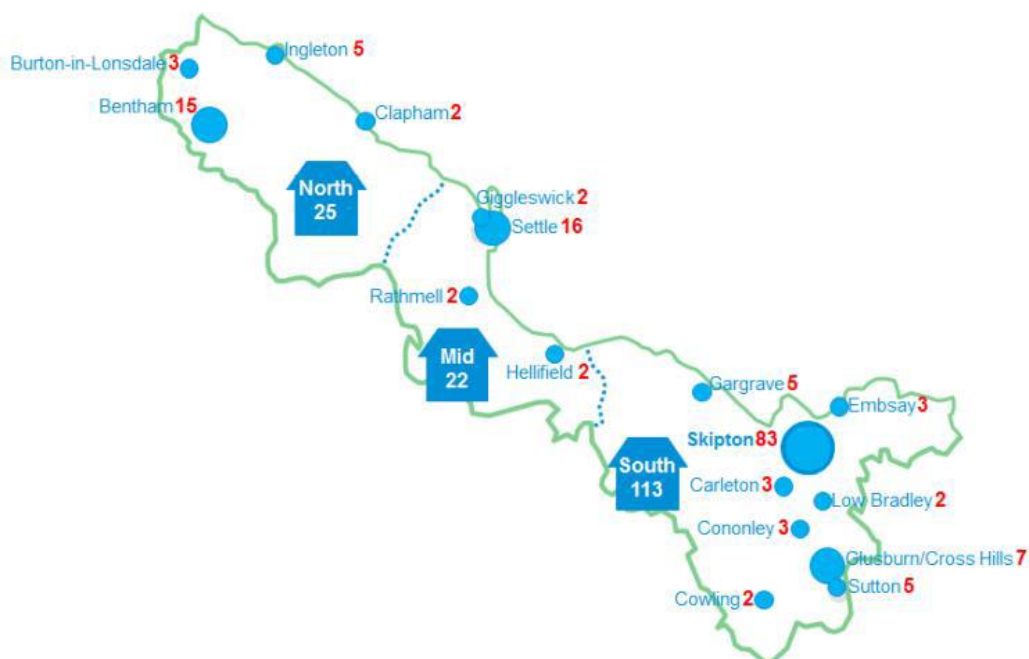 Ingleton 5
Burton-in-Lonsdale 3
Bentham 15
Clapham 2
North
25
Giggleswick 2
Settle 16
Rathmell 2
Mid
22
Hellifield 2
Gargrave 5
Embsay 3
Skipton 83
South
113
Carleton 3
Low Bradley 2
Cononley 3
Glusburn/Cross Hills 7
Sutton 5
Cowling 2